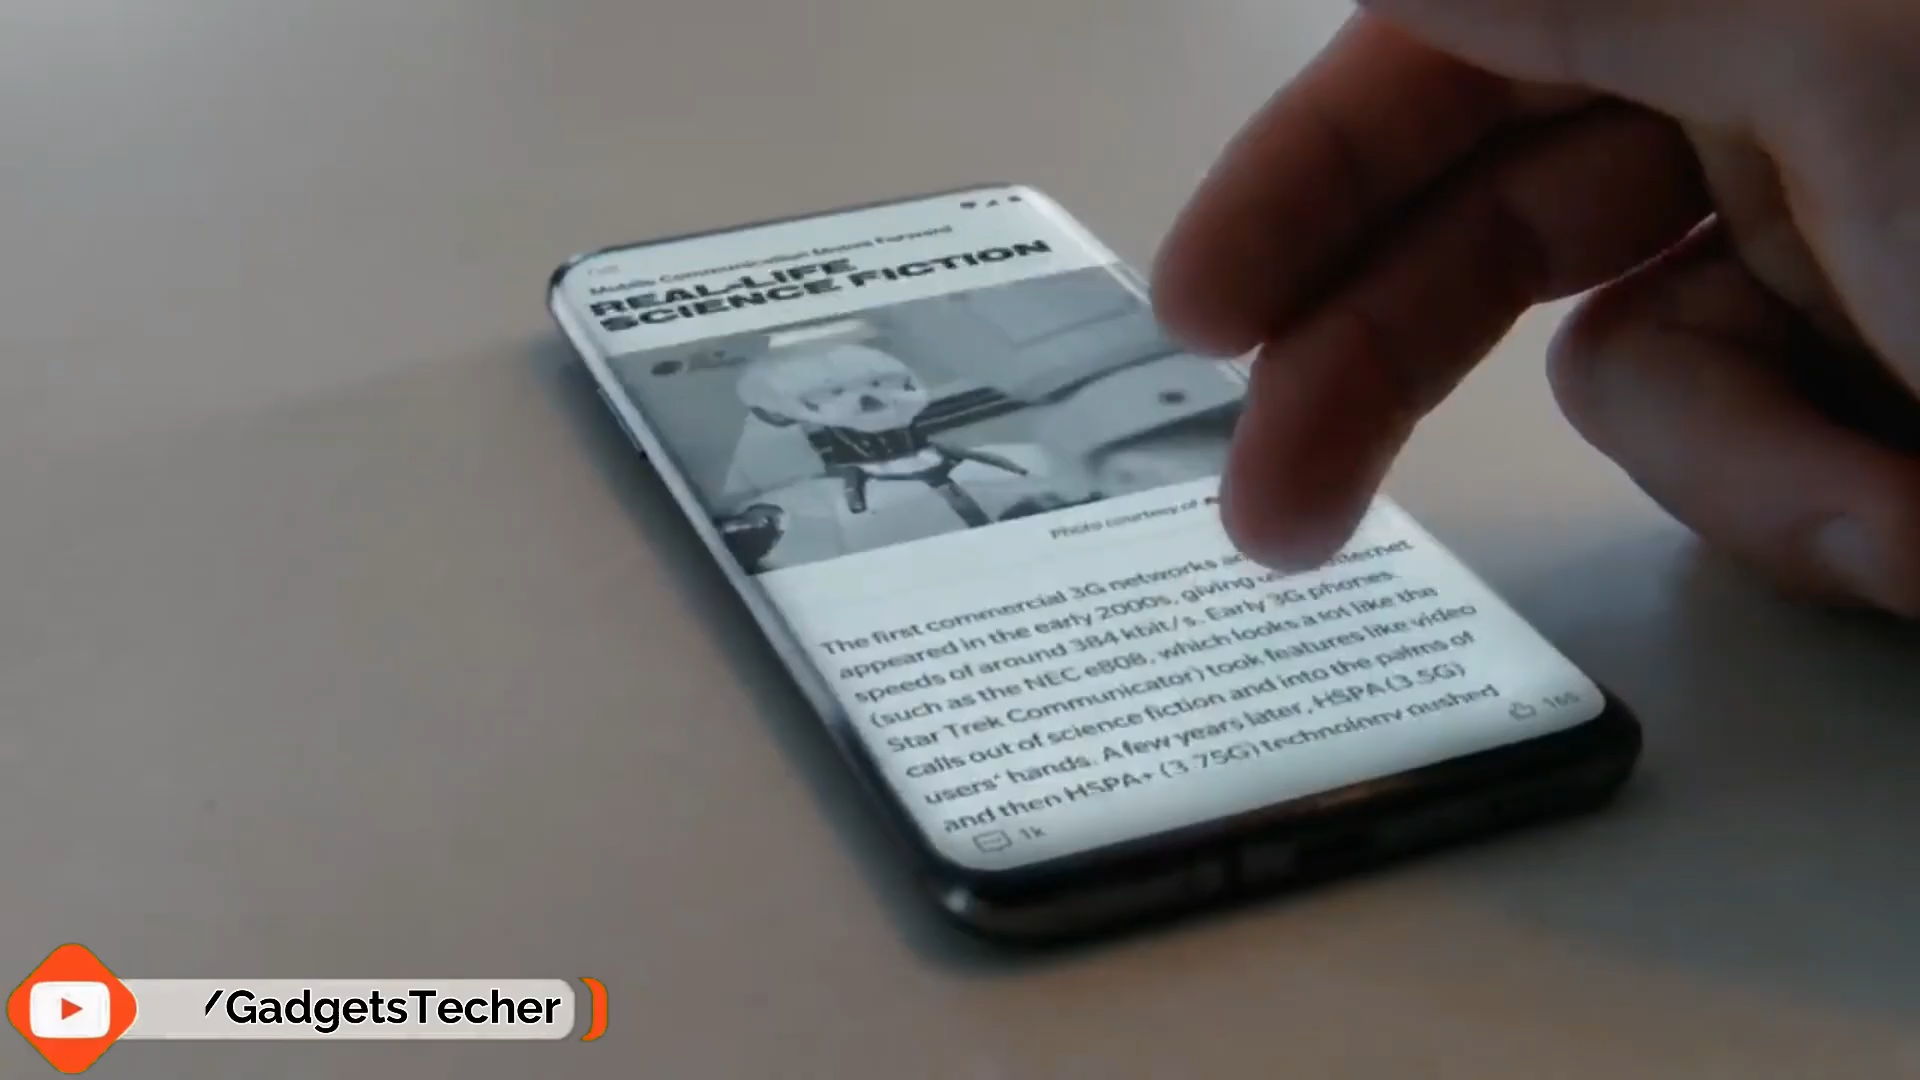 Mobile Communication Moves Forward
REAL-LIFE
SCIENCE FICTION
Photo courtesy of
The first commercial 3G networks
appeared in the early 2000s, giving internet
speeds of around 384 kbit/s. Early 3G phones
(such as the NEC e808, which looks a lot like the
Star Trek Communicator) took features like video
calls out of science fiction and into the palms of
users' hands. A few years later, HSPA (3.5G)
and then HSPA+ (3.75G) technology pushed
1k
/GadgetsTecher